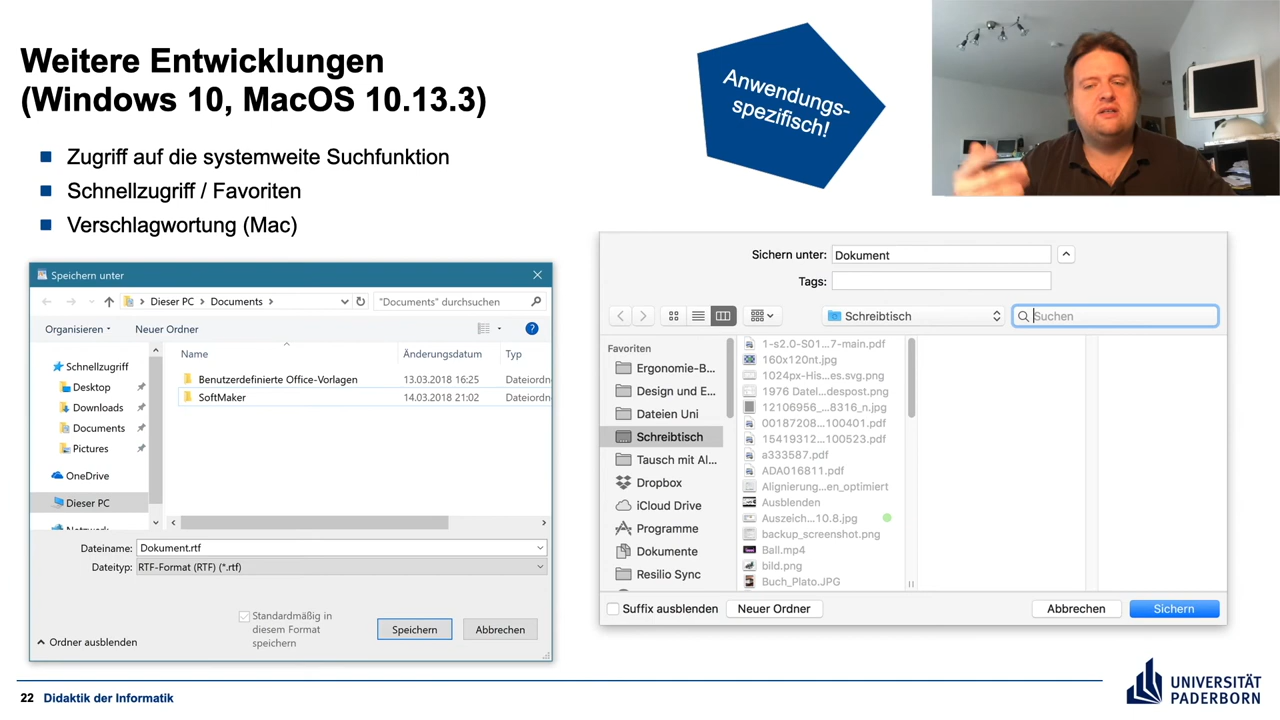 Weitere Entwicklungen
(Windows 10, MacOS 10.13.3)
Anwendungs-
spezifisch!
Zugriff auf die systemweite Suchfunktion
Schnellzugriff / Favoriten
Verschlagwortung (Mac)
Speichern unter
Dieser PC > Documents >
"Documents" durchsuchen
Organisieren
Neuer Ordner
Name
Änderungsdatum
Typ
Schnellzugriff
Desktop
Downloads
Documents
Pictures
OneDrive
Dieser PC
Benutzerdefinierte Office-Vorlagen 13.03.2018 16:25 Dateiordne
SoftMaker 14.03.2018 21:02 Dateiordne
Dateiname: Dokument.rtf
Dateityp: RTF-Format (RTF) (*.rtf)
Standardmäßig in
diesem Format
speichern
Ordner ausblenden
Speichern
Abbrechen
Sichern unter: Dokument
Tags:
Schreibtisch
Suchen
Favoriten
Ergonomie-B...
Design und E...
Dateien Uni
Schreibtisch
Tausch mit Al...
Dropbox
iCloud Drive
Programme
Dokumente
Resilio Sync
1-s2.0-S01...7-main.pdf
160x120nt.jpg
1024px-His...es.svg.png
1976 Datel...despost.png
12106956_...8316_n.jpg
00187208...100401.pdf
15419312...100523.pdf
a333587.pdf
ADA016811.pdf
Alignierung...en_optimiert
Ausblenden
Auszeich...10.8.jpg
backup_screenshot.png
Ball.mp4
bild.png
Buch_Plato.JPG
Suffix ausblenden
Neuer Ordner
Abbrechen
Sichern
22 Didaktik der Informatik
UNIVERSITÄT
PADERBORN